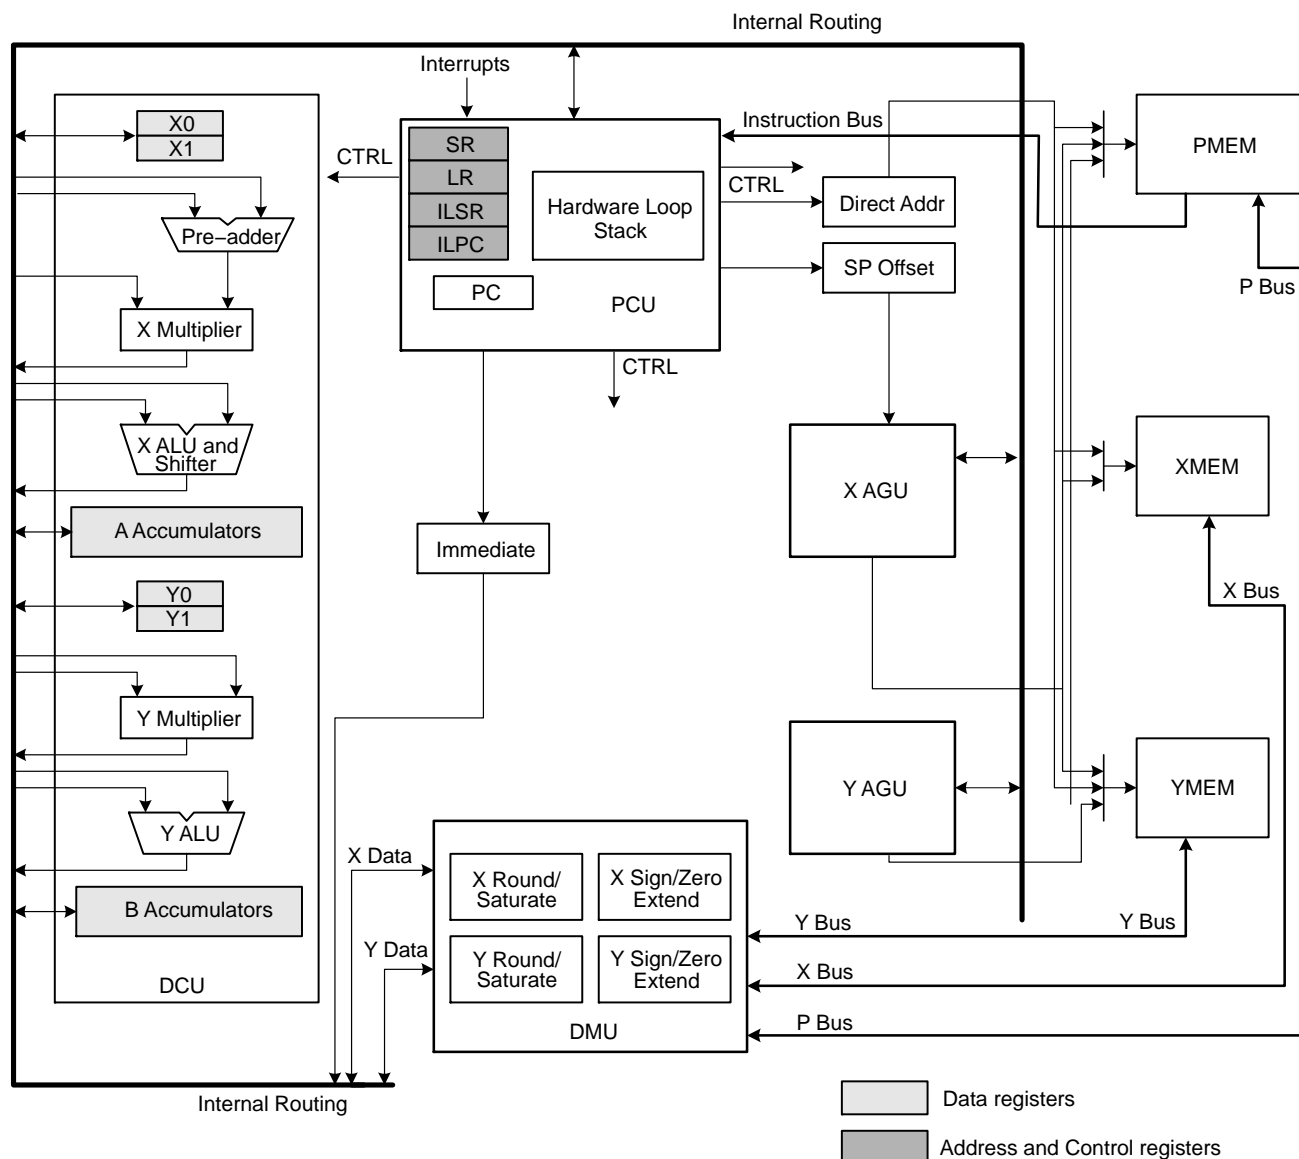 Internal Routing
Interrupts
X0
X1
CTRL
SR
LR
ILSR
ILPC
PC
Hardware Loop
Stack
PCU
Instruction Bus
CTRL
Direct Addr
SP Offset
PMEM
P Bus
Pre–adder
X Multiplier
CTRL
X ALU and
Shifter
A Accumulators
Immediate
X AGU
XMEM
X Bus
Y0
Y1
Y Multiplier
Y ALU
B Accumulators
DCU
Y AGU
YMEM
X Data
Y Data
X Round/
Saturate
X Sign/Zero
Extend
Y Round/
Saturate
Y Sign/Zero
Extend
DMU
Y Bus
Y Bus
X Bus
P Bus
Internal Routing
Data registers
Address and Control registers